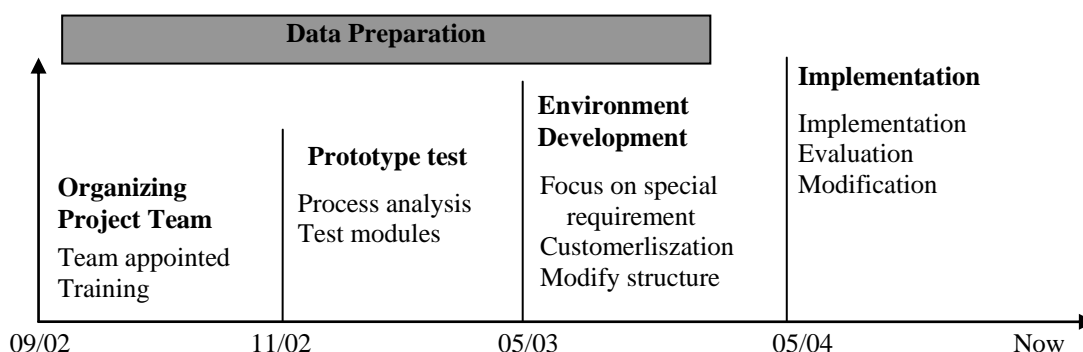 Data Preparation
Organizing
Project Team
Team appointed
Training
Prototype test
Process analysis
Test modules
Environment
Development
Focus on special
requirement
Customerliszation
Modify structure
Implementation
Implementation
Evaluation
Modification
09/02
11/02
05/03
05/04
Now